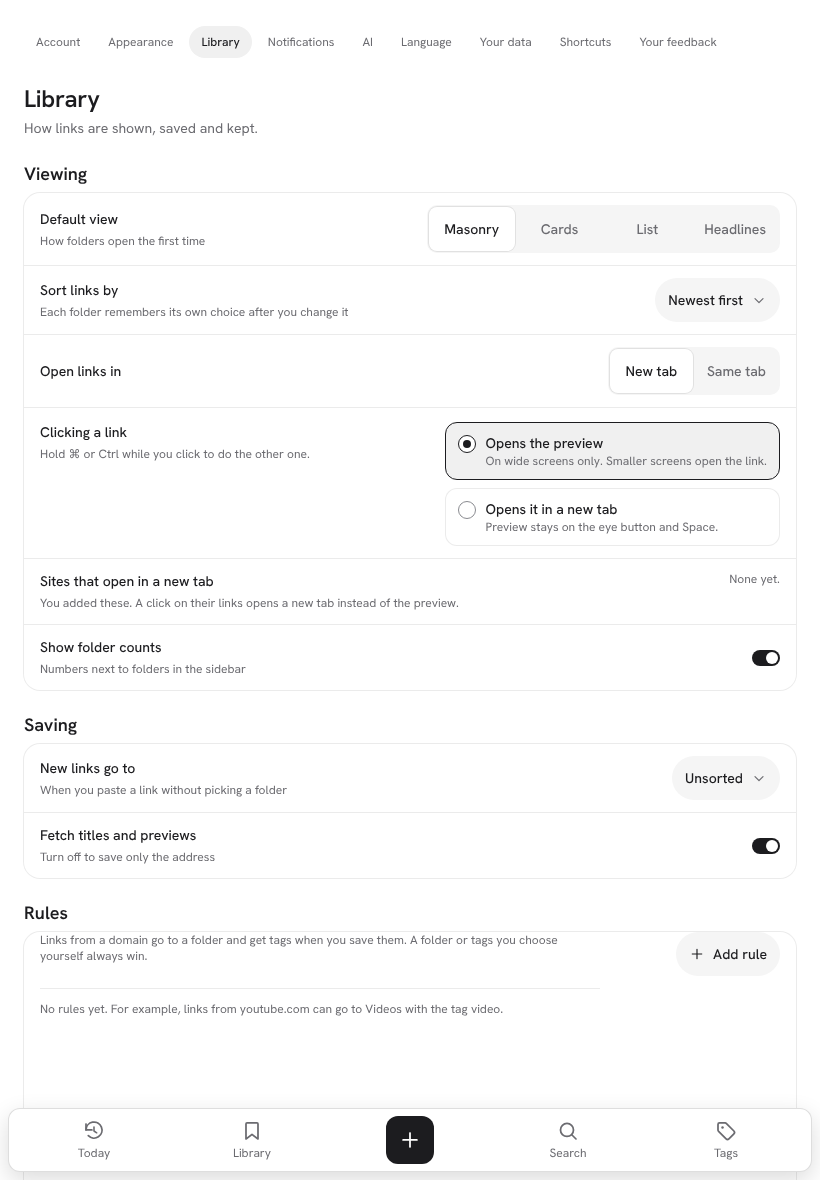 Account Appearance Library Notifications AI Language Your data Shortcuts Your feedback
Library
How links are shown, saved and kept.
Viewing
Default view
How folders open the first time
Masonry Cards List Headlines
Sort links by
Each folder remembers its own choice after you change it
Newest first
Open links in
New tab Same tab
Clicking a link
Hold ⌘ or Ctrl while you click to do the other one.
Opens the preview
On wide screens only. Smaller screens open the link.
Opens it in a new tab
Preview stays on the eye button and Space.
Sites that open in a new tab
You added these. A click on their links opens a new tab instead of the preview.
None yet.
Show folder counts
Numbers next to folders in the sidebar
Saving
New links go to
When you paste a link without picking a folder
Unsorted
Fetch titles and previews
Turn off to save only the address
Rules
Links from a domain go to a folder and get tags when you save them. A folder or tags you choose
yourself always win.
Add rule
No rules yet. For example, links from youtube.com can go to Videos with the tag video.
Today Library Search Tags